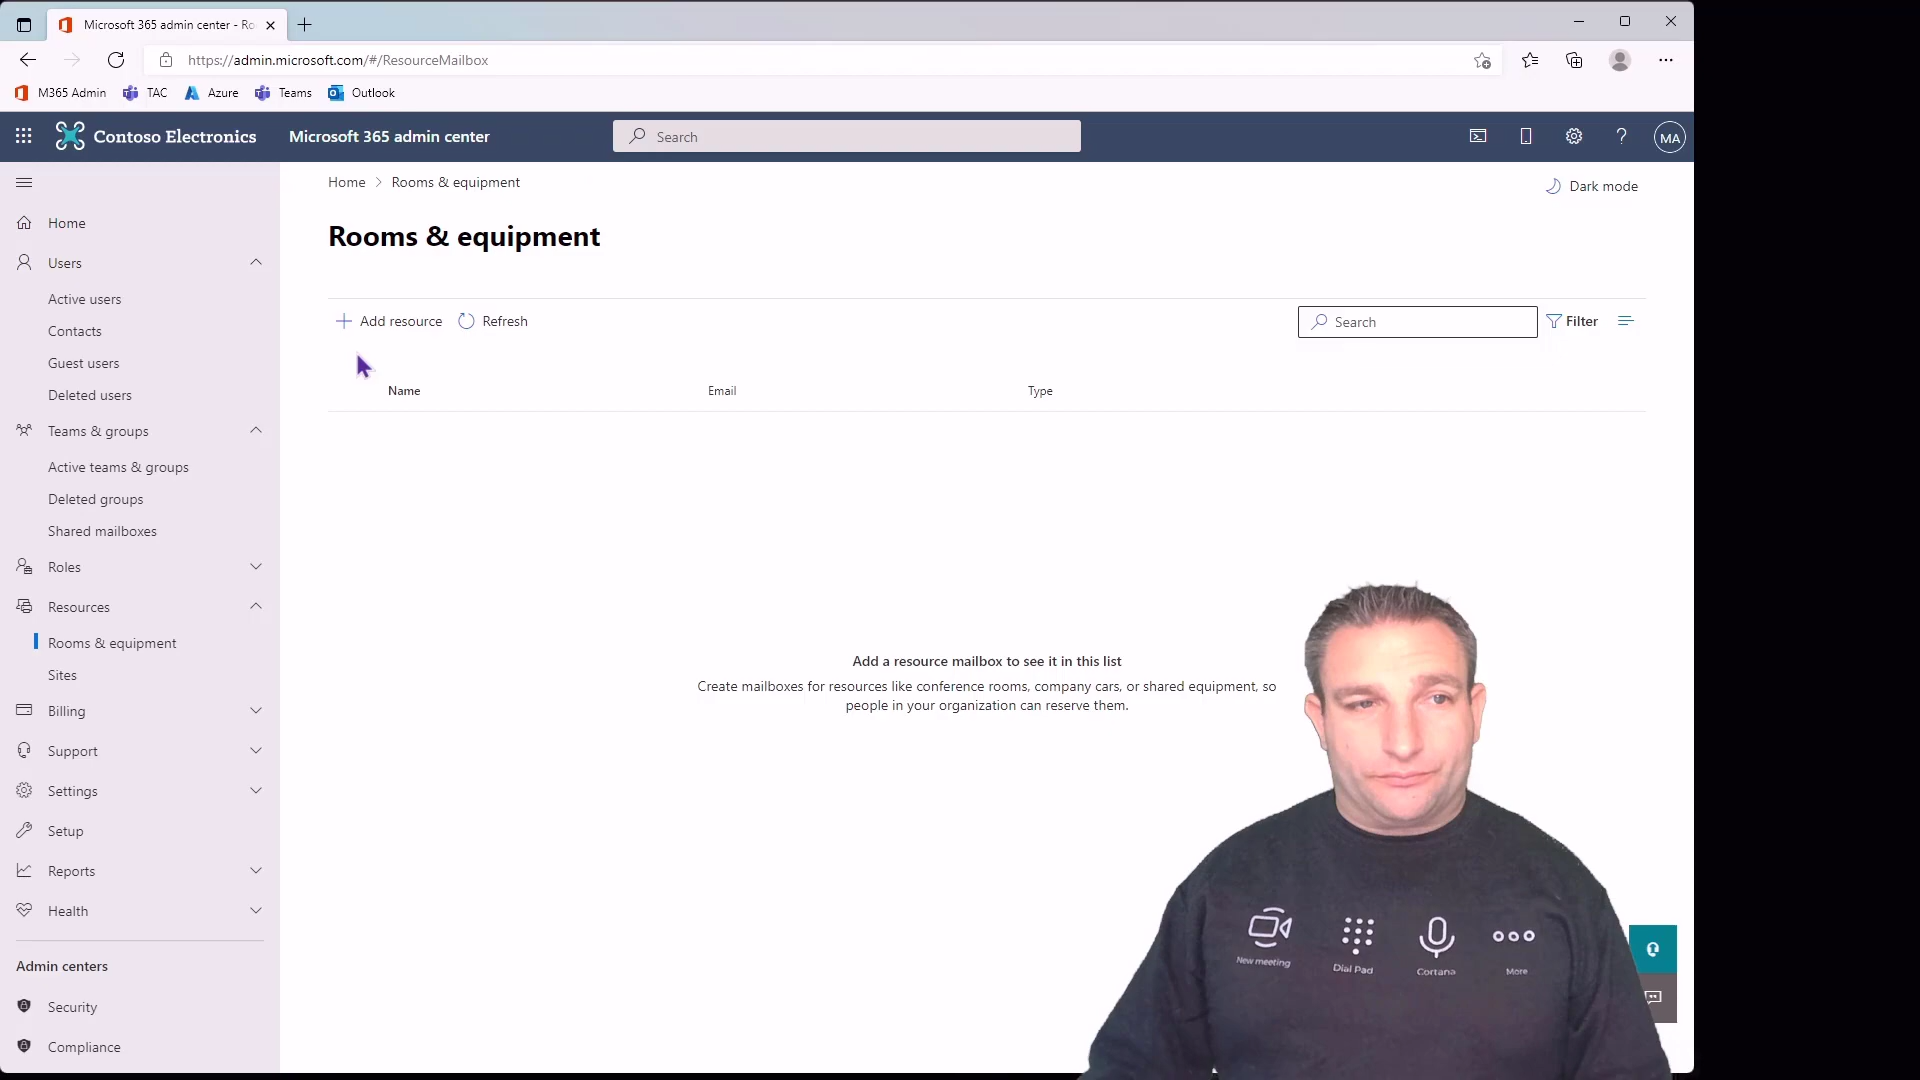 Microsoft 365 admin center - Ro
https://admin.microsoft.com/#/ResourceMailbox
M365 Admin TAC Azure Teams Outlook
Contoso Electronics Microsoft 365 admin center Search MA
Home > Rooms & equipment
Dark mode
Rooms & equipment
Add resource Refresh Search Filter
Name Email Type
Add a resource mailbox to see it in this list
Create mailboxes for resources like conference rooms, company cars, or shared equipment, so
people in your organization can reserve them.
Home
Users
Active users
Contacts
Guest users
Deleted users
Teams & groups
Active teams & groups
Deleted groups
Shared mailboxes
Roles
Resources
Rooms & equipment
Sites
Billing
Support
Settings
Setup
Reports
Health
Admin centers
Security
Compliance
New meeting Dial Pad Cortana More